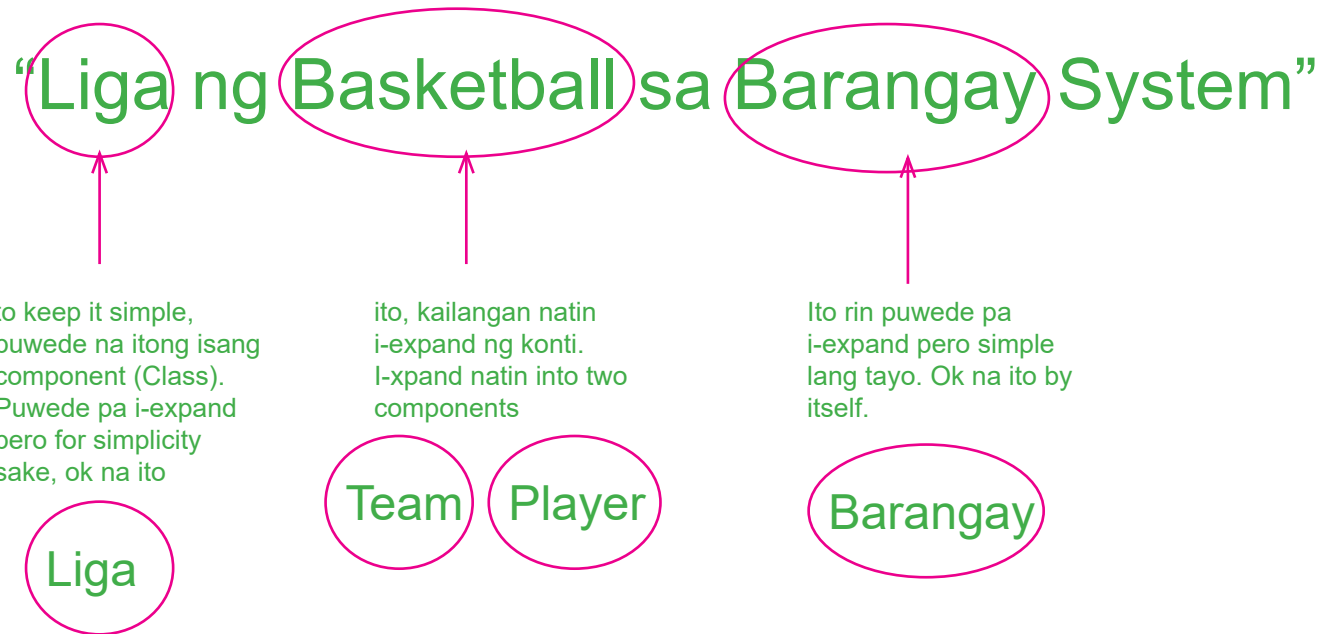 “Liga ng Basketball sa Barangay System”
to keep it simple,
puwede na itong isang
component (Class).
Puwede pa i-expand
pero for simplicity
sake, ok na ito
Liga
ito, kailangan natin
i-expand ng konti.
I-xpand natin into two
components
Team Player
Ito rin puwede pa
i-expand pero simple
lang tayo. Ok na ito by
itself.
Barangay